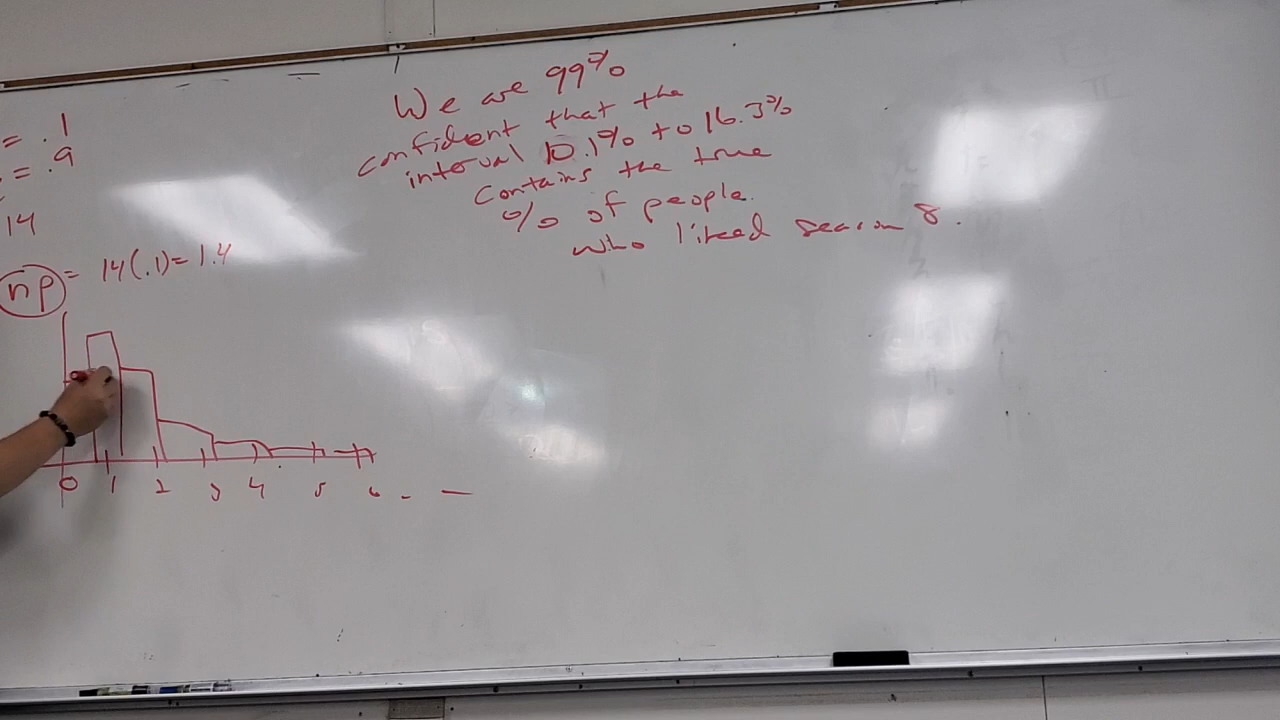 = .1
= .9
14
np = 14(.1) = 1.4
We are 99%
confident that the
interval 10.1% to 16.3%
contains the true
% of people.
who liked season 8.
0 1 2 3 4 5 6 . —